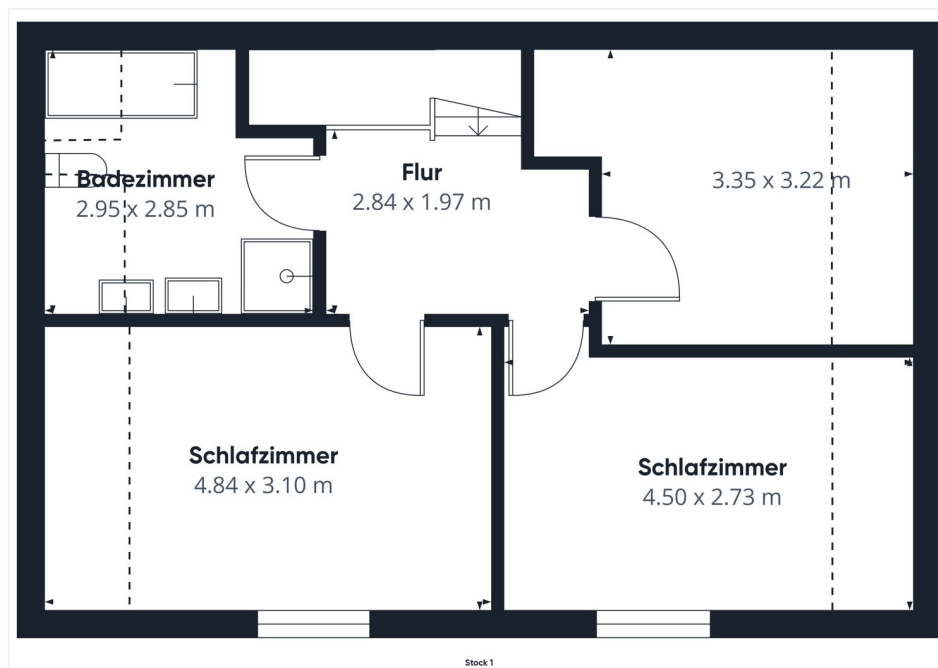 Badezimmer
2.95 x 2.85 m
Flur
2.84 x 1.97 m
3.35 x 3.22 m
Schlafzimmer
4.84 x 3.10 m
Schlafzimmer
4.50 x 2.73 m
Stock 1